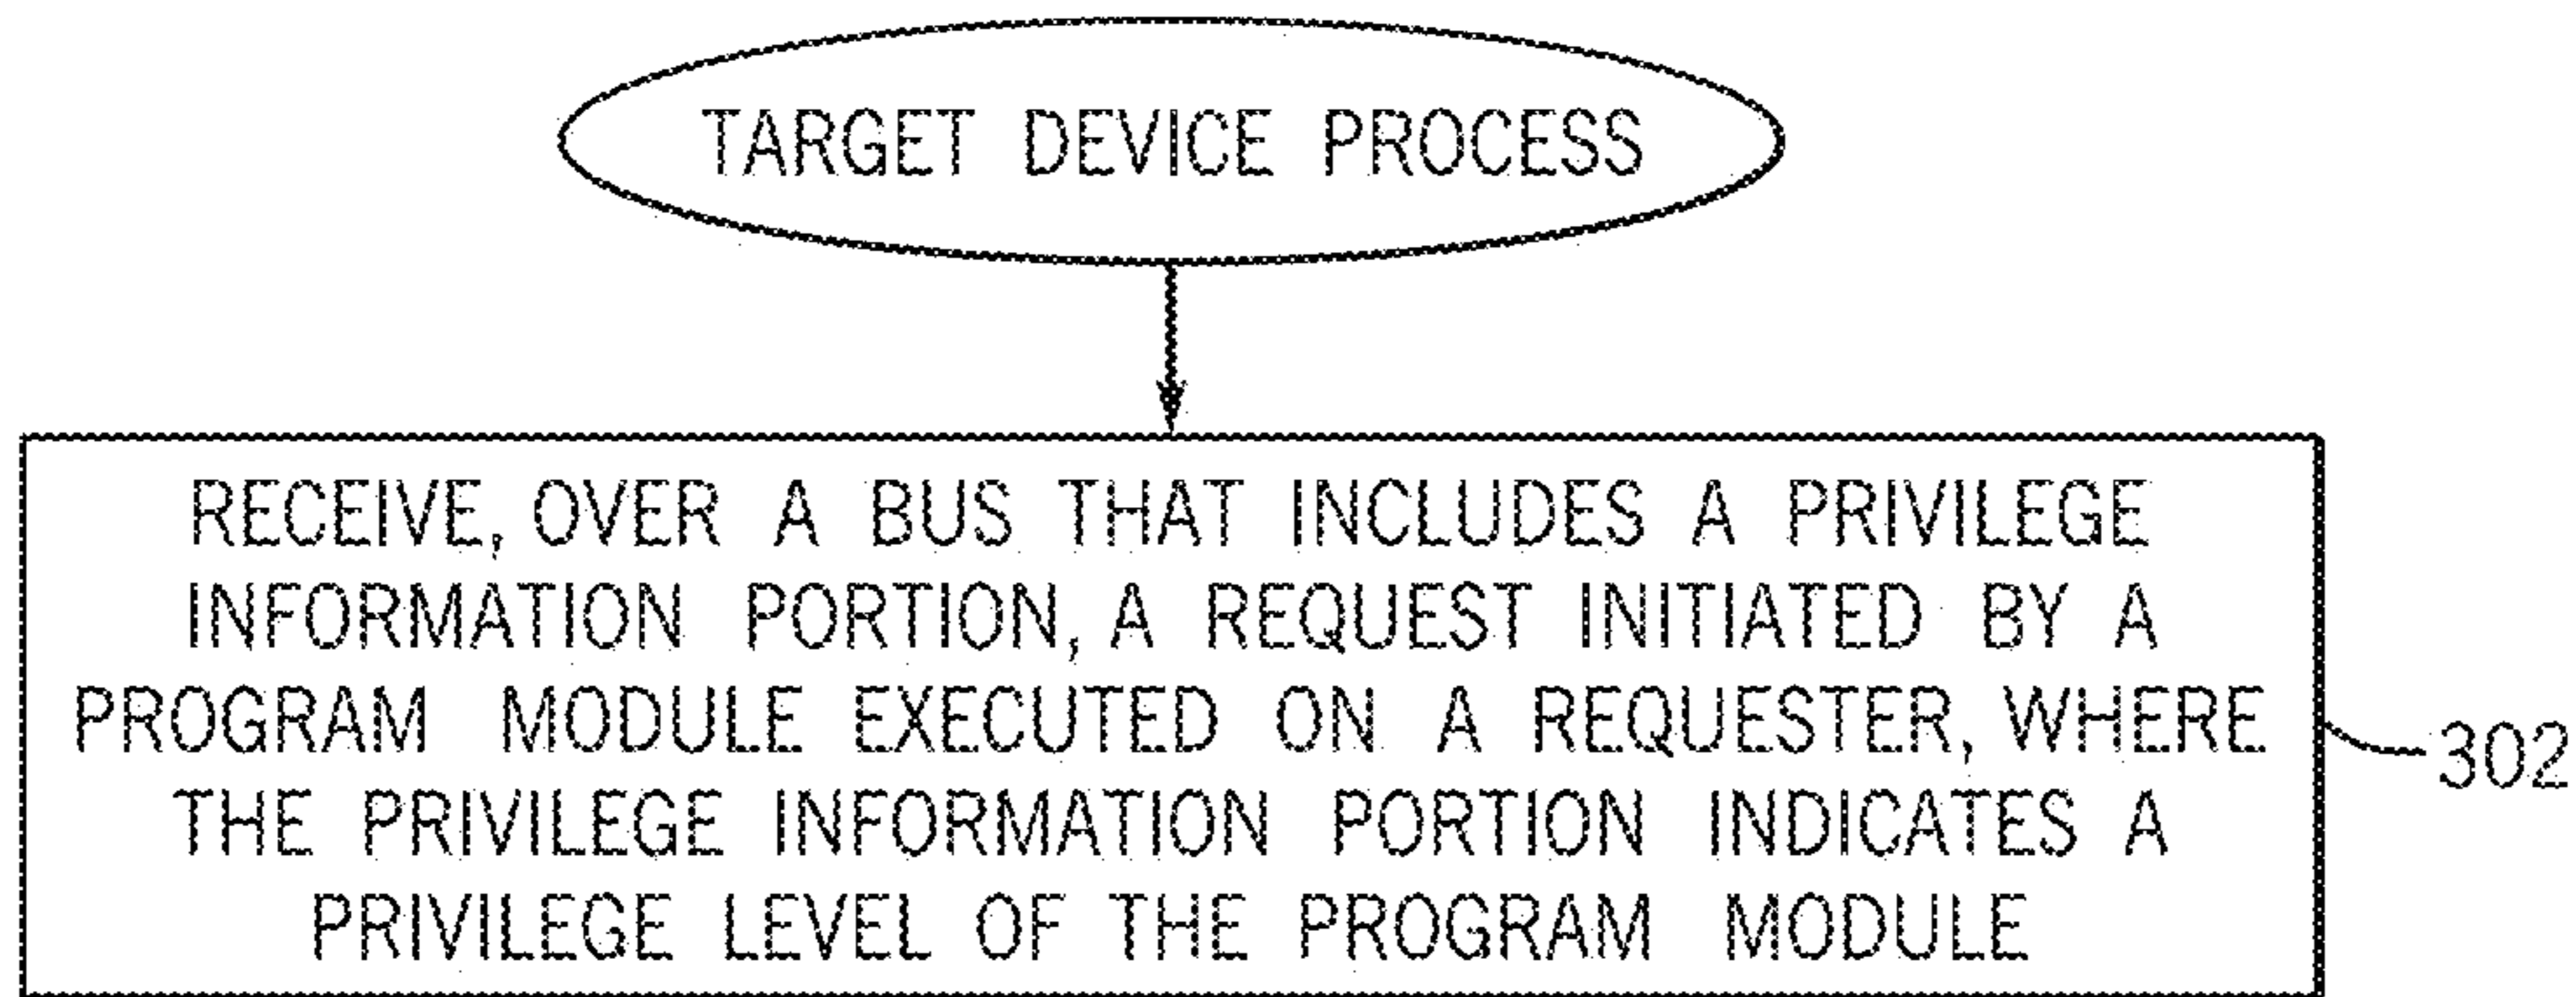 TARGET DEVICE PROCESS
RECEIVE, OVER A BUS THAT INCLUDES A PRIVILEGE
INFORMATION PORTION, A REQUEST INITIATED BY A
PROGRAM MODULE EXECUTED ON A REQUESTER, WHERE
THE PRIVILEGE INFORMATION PORTION INDICATES A
PRIVILEGE LEVEL OF THE PROGRAM MODULE
302